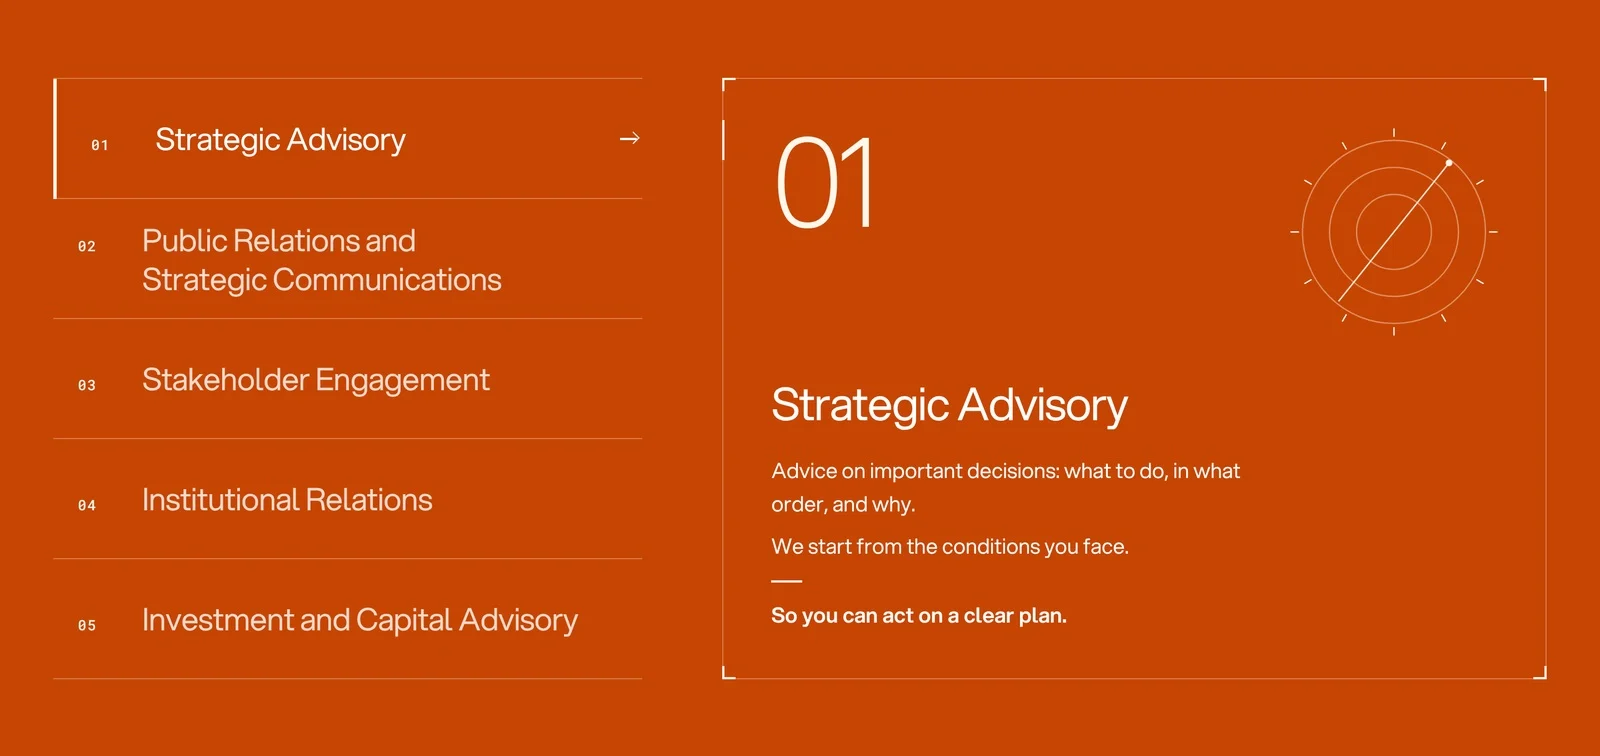 01 Strategic Advisory →
02 Public Relations and
Strategic Communications
03 Stakeholder Engagement
04 Institutional Relations
05 Investment and Capital Advisory
01
Strategic Advisory
Advice on important decisions: what to do, in what
order, and why.
We start from the conditions you face.
So you can act on a clear plan.